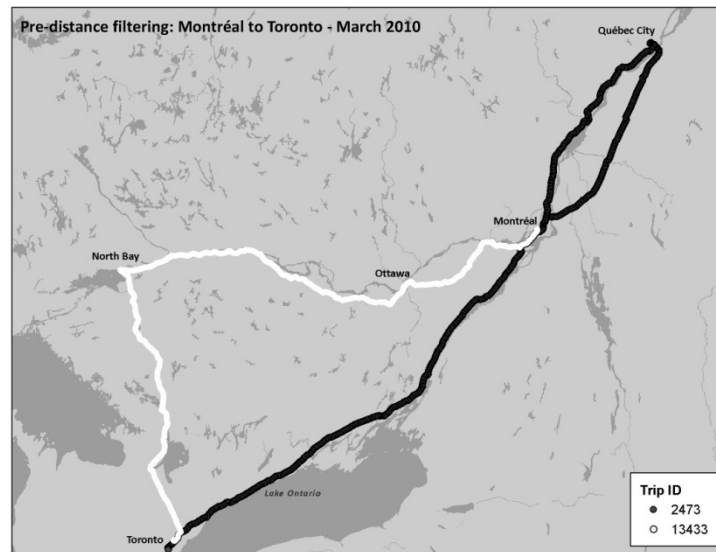 Pre-distance filtering: Montréal to Toronto - March 2010
Québec City
Montréal
North Bay
Ottawa
Lake Ontario
Toronto
Trip ID
2473
13433